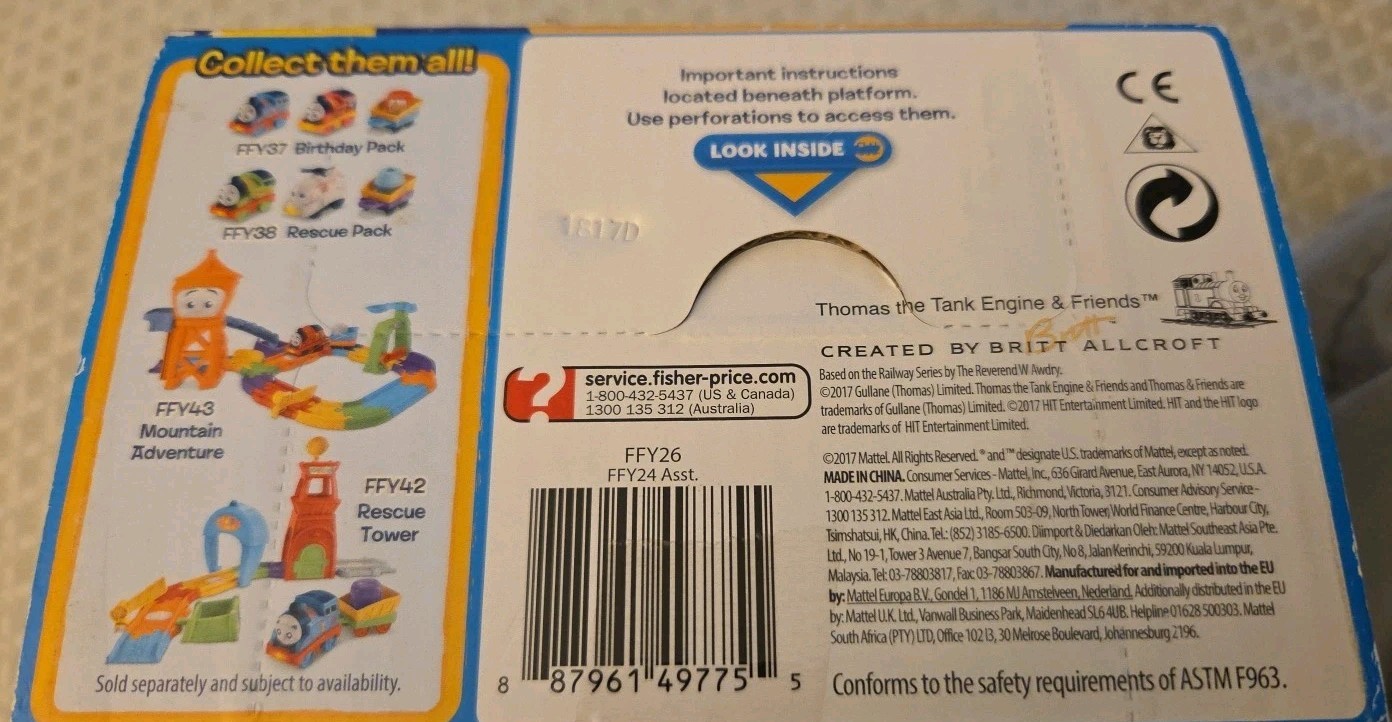 Collect them all!
FFY37 Birthday Pack
FFY38 Rescue Pack
FFY43
Mountain
Adventure
FFY42
Rescue
Tower
Sold separately and subject to availability.
Important instructions
located beneath platform.
Use perforations to access them.
LOOK INSIDE
1817D
CE
Thomas the Tank Engine & Friends™
CREATED BY BRITT ALLCROFT
Britt
Based on the Railway Series by The Reverend W Awdry.
©2017 Gullane (Thomas) Limited. Thomas the Tank Engine & Friends and Thomas & Friends are
trademarks of Gullane (Thomas) Limited. ©2017 HIT Entertainment Limited. HIT and the HIT logo
are trademarks of HIT Entertainment Limited.
?
service.fisher-price.com
1-800-432-5437 (US & Canada)
1300 135 312 (Australia)
FFY26
FFY24 Asst.
8 87961 49775 5
©2017 Mattel. All Rights Reserved. ® and ™ designate U.S. trademarks of Mattel, except as noted.
MADE IN CHINA. Consumer Services - Mattel, Inc., 636 Girard Avenue, East Aurora, NY 14052, U.S.A.
1-800-432-5437. Mattel Australia Pty. Ltd., Richmond, Victoria, 3121. Consumer Advisory Service -
1300 135 312. Mattel East Asia Ltd., Room 503-09, North Tower, World Finance Centre, Harbour City,
Tsimshatsui, HK, China. Tel.: (852) 3185-6500. Diimport & Diedarkan Oleh: Mattel Southeast Asia Pte.
Ltd., No 19-1, Tower 3 Avenue 7, Bangsar South City, No 8, Jalan Kerinchi, 59200 Kuala Lumpur,
Malaysia. Tel: 03-78803817, Fax: 03-78803867. Manufactured for and imported into the EU
by: Mattel Europa B.V., Gondel 1, 1186 MJ Amstelveen, Nederland. Additionally distributed in the EU
by: Mattel U.K. Ltd., Vanwall Business Park, Maidenhead SL6 4UB. Helpline 01628 500303. Mattel
South Africa (PTY) LTD, Office 102 I3, 30 Melrose Boulevard, Johannesburg 2196.
Conforms to the safety requirements of ASTM F963.